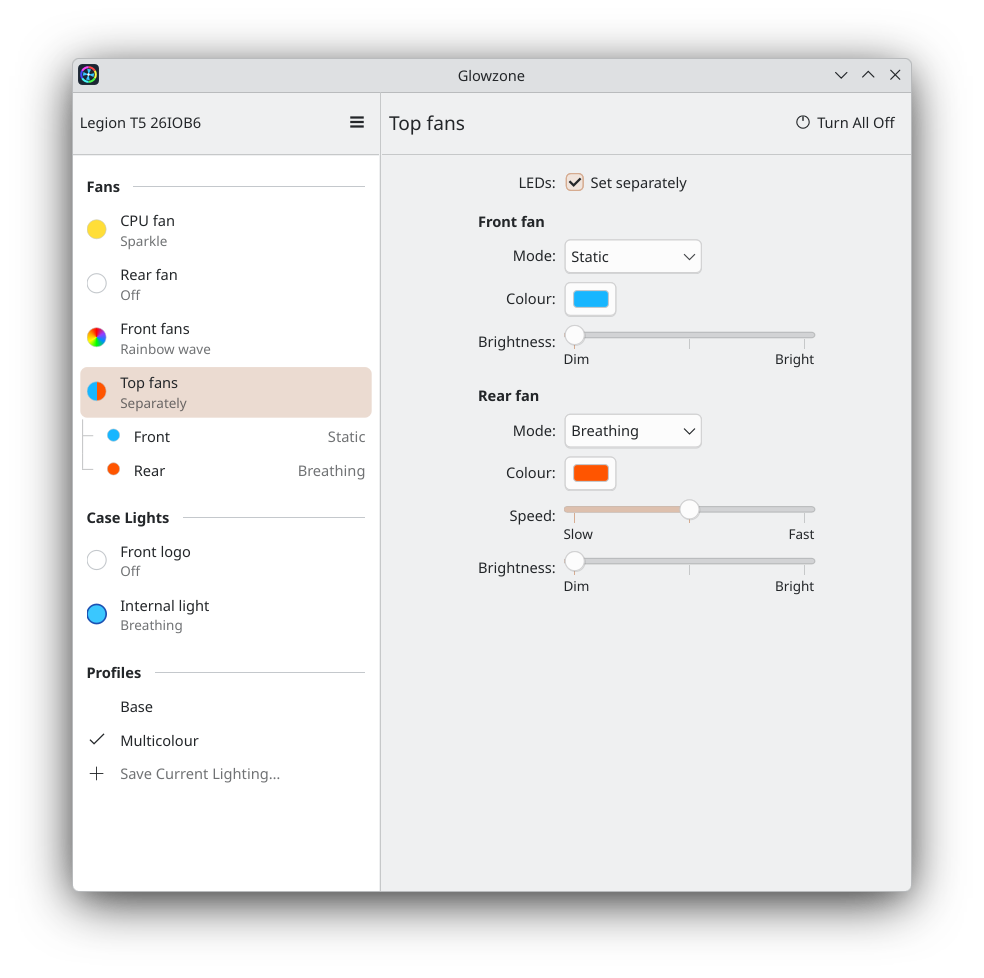 Glowzone
Legion T5 26IOB6
Top fans
Turn All Off
Fans
CPU fan
Sparkle
Rear fan
Off
Front fans
Rainbow wave
Top fans
Separately
Front
Static
Rear
Breathing
Case Lights
Front logo
Off
Internal light
Breathing
Profiles
Base
Multicolour
Save Current Lighting...
LEDs: Set separately
Front fan
Mode: Static
Colour:
Brightness:
Dim Bright
Rear fan
Mode: Breathing
Colour:
Speed:
Slow Fast
Brightness:
Dim Bright